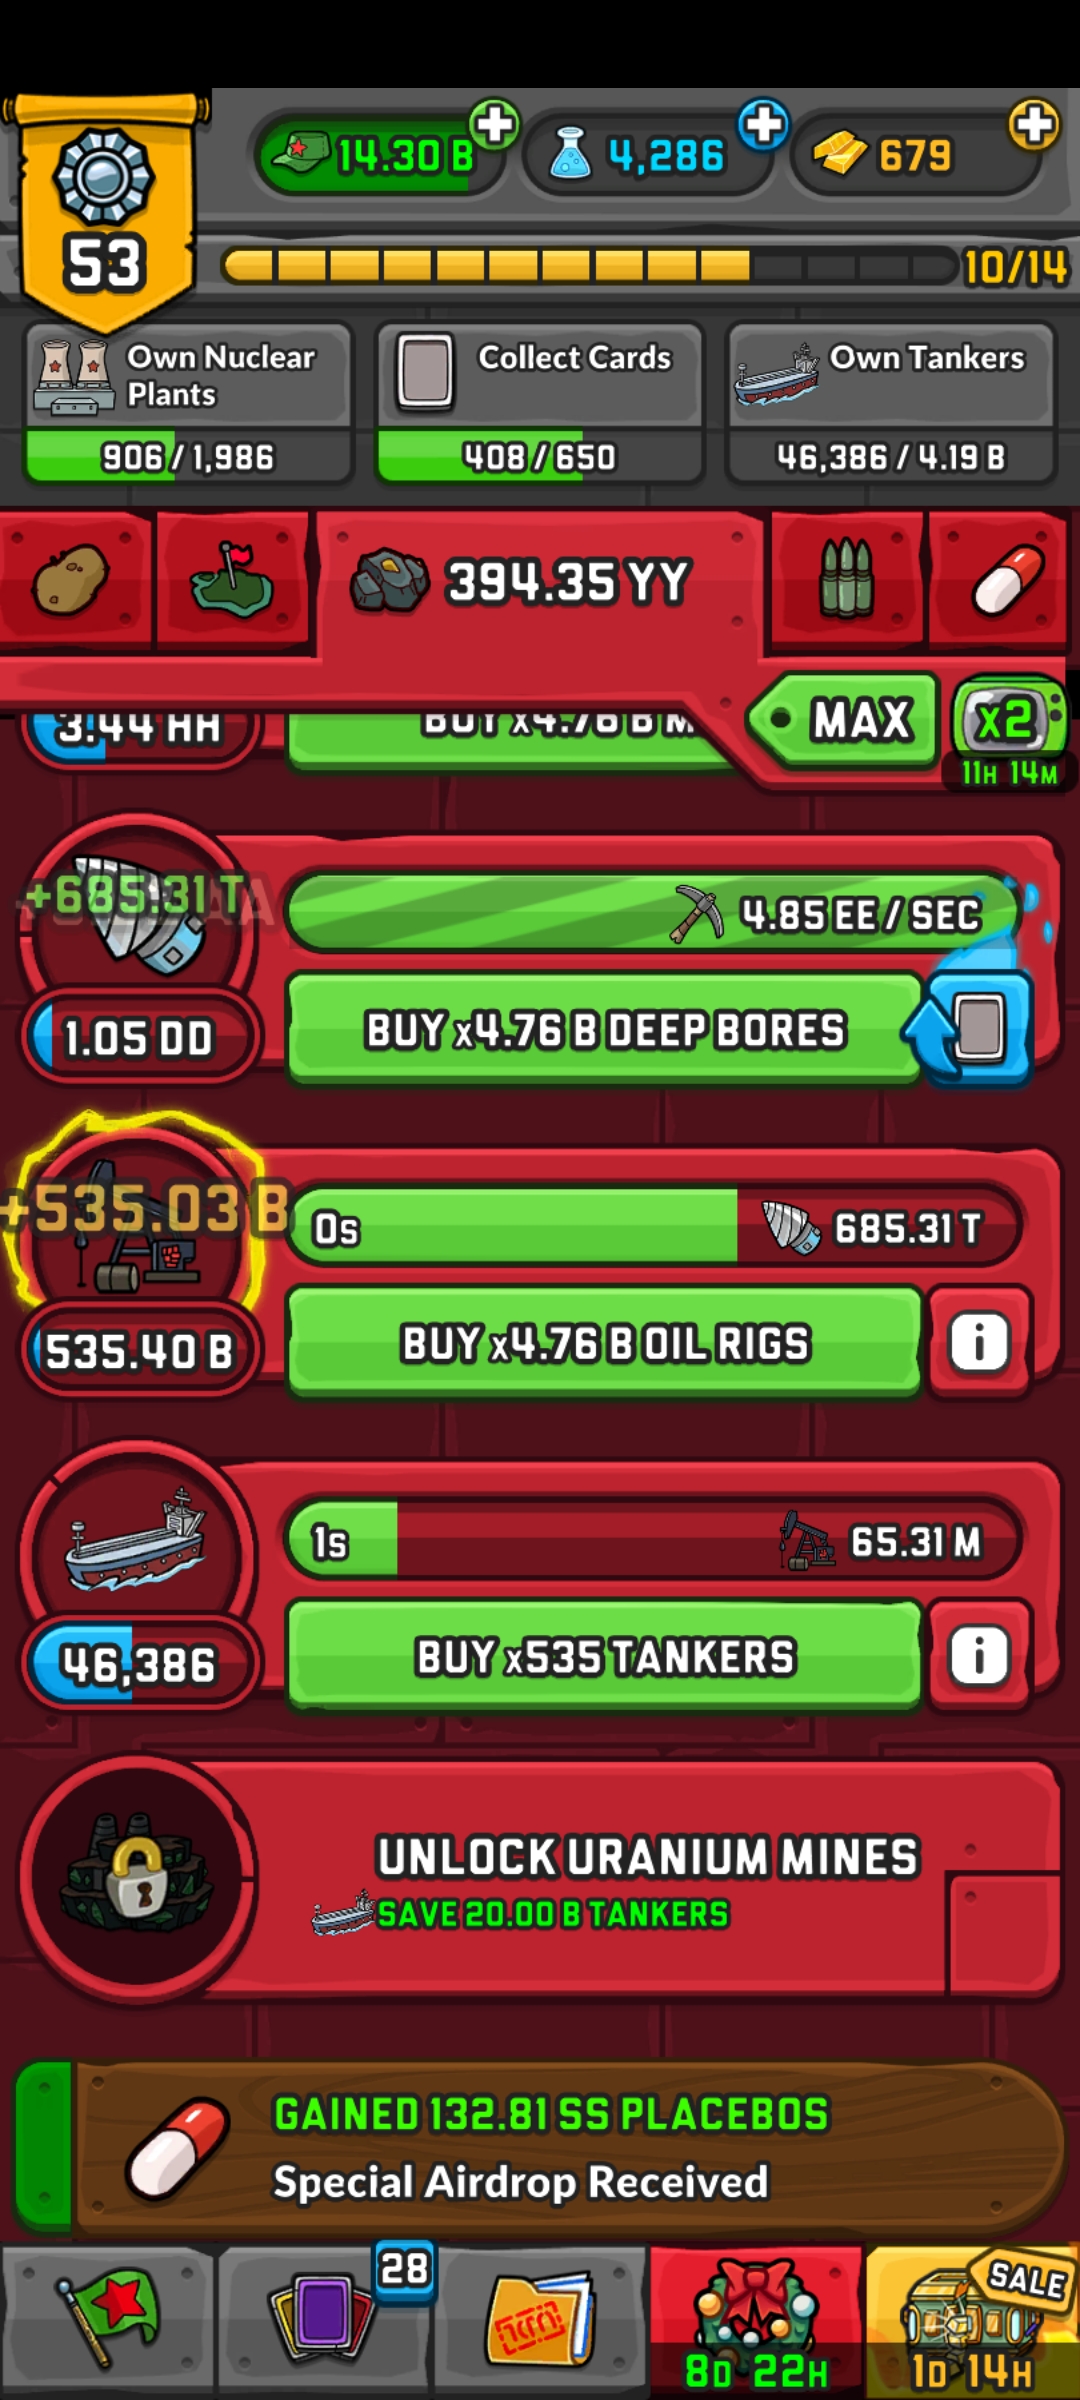 14.30 B
4,286
679
53
10/14
Own Nuclear
Plants
Collect Cards
Own Tankers
906 / 1,986
408 / 650
46,386 / 4.19 B
394.35 YY
MAX
x2
11H 14M
3.44 HH
BUY x4.76 B M
+685.31 T
4.85 EE / SEC
1.05 DD
BUY x4.76 B DEEP BORES
+535.03 B
0s
685.31 T
535.40 B
BUY x4.76 B OIL RIGS
i
1s
65.31 M
46,386
BUY x535 TANKERS
i
UNLOCK URANIUM MINES
SAVE 20.00 B TANKERS
GAINED 132.81 SS PLACEBOS
Special Airdrop Received
28
SALE
8D 22H
1D 14H